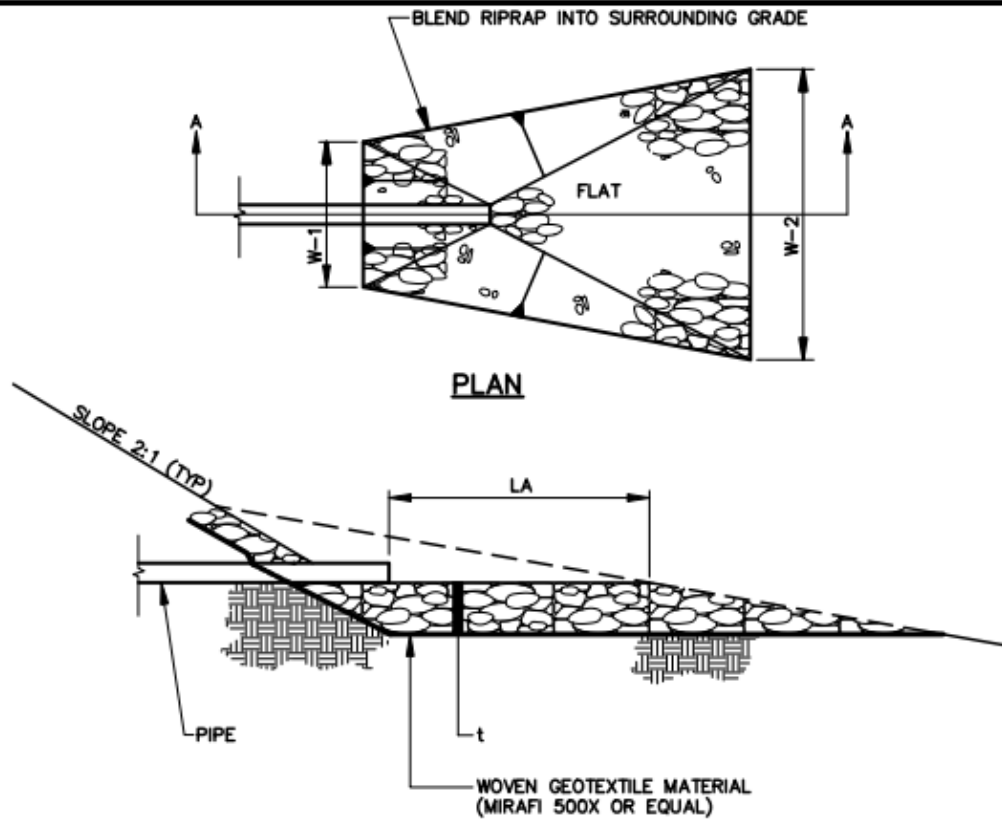 BLEND RIPRAP INTO SURROUNDING GRADE
A
A
W-1
FLAT
W-2
PLAN
SLOPE 2:1 (TYP)
LA
PIPE
t
WOVEN GEOTEXTILE MATERIAL
(MIRAFI 500X OR EQUAL)